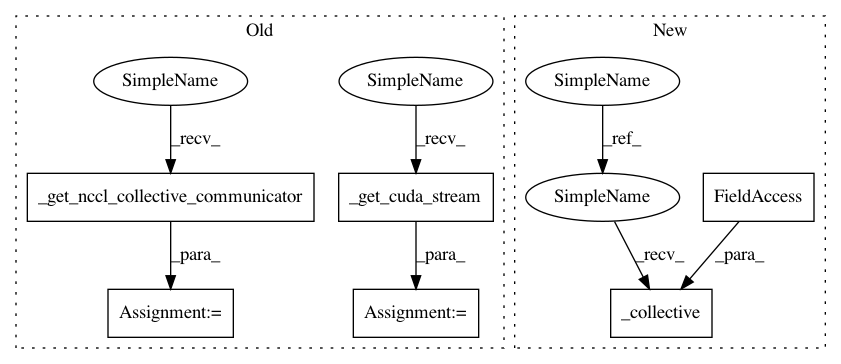 Old
New
SimpleName
SimpleName
SimpleName
_recv_
_recv_
_ref_
_get_nccl_collective_communicator
_get_cuda_stream
SimpleName
FieldAccess
_para_
_para_
_recv_
_para_
Assignment:=
Assignment:=
_collective